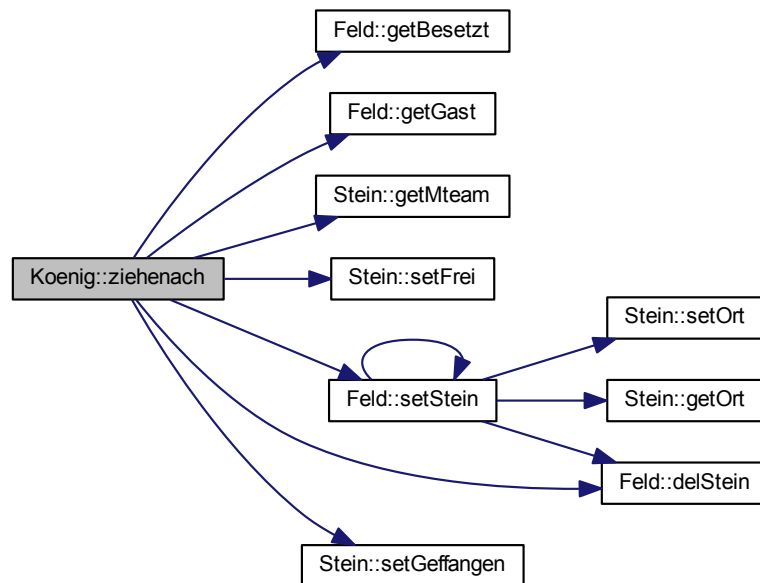 Feld::getBesetzt
Feld::getGast
Stein::getMteam
Koenig::ziehenach
Stein::setFrei
Stein::setOrt
Feld::setStein
Stein::getOrt
Feld::delStein
Stein::setGeffangen